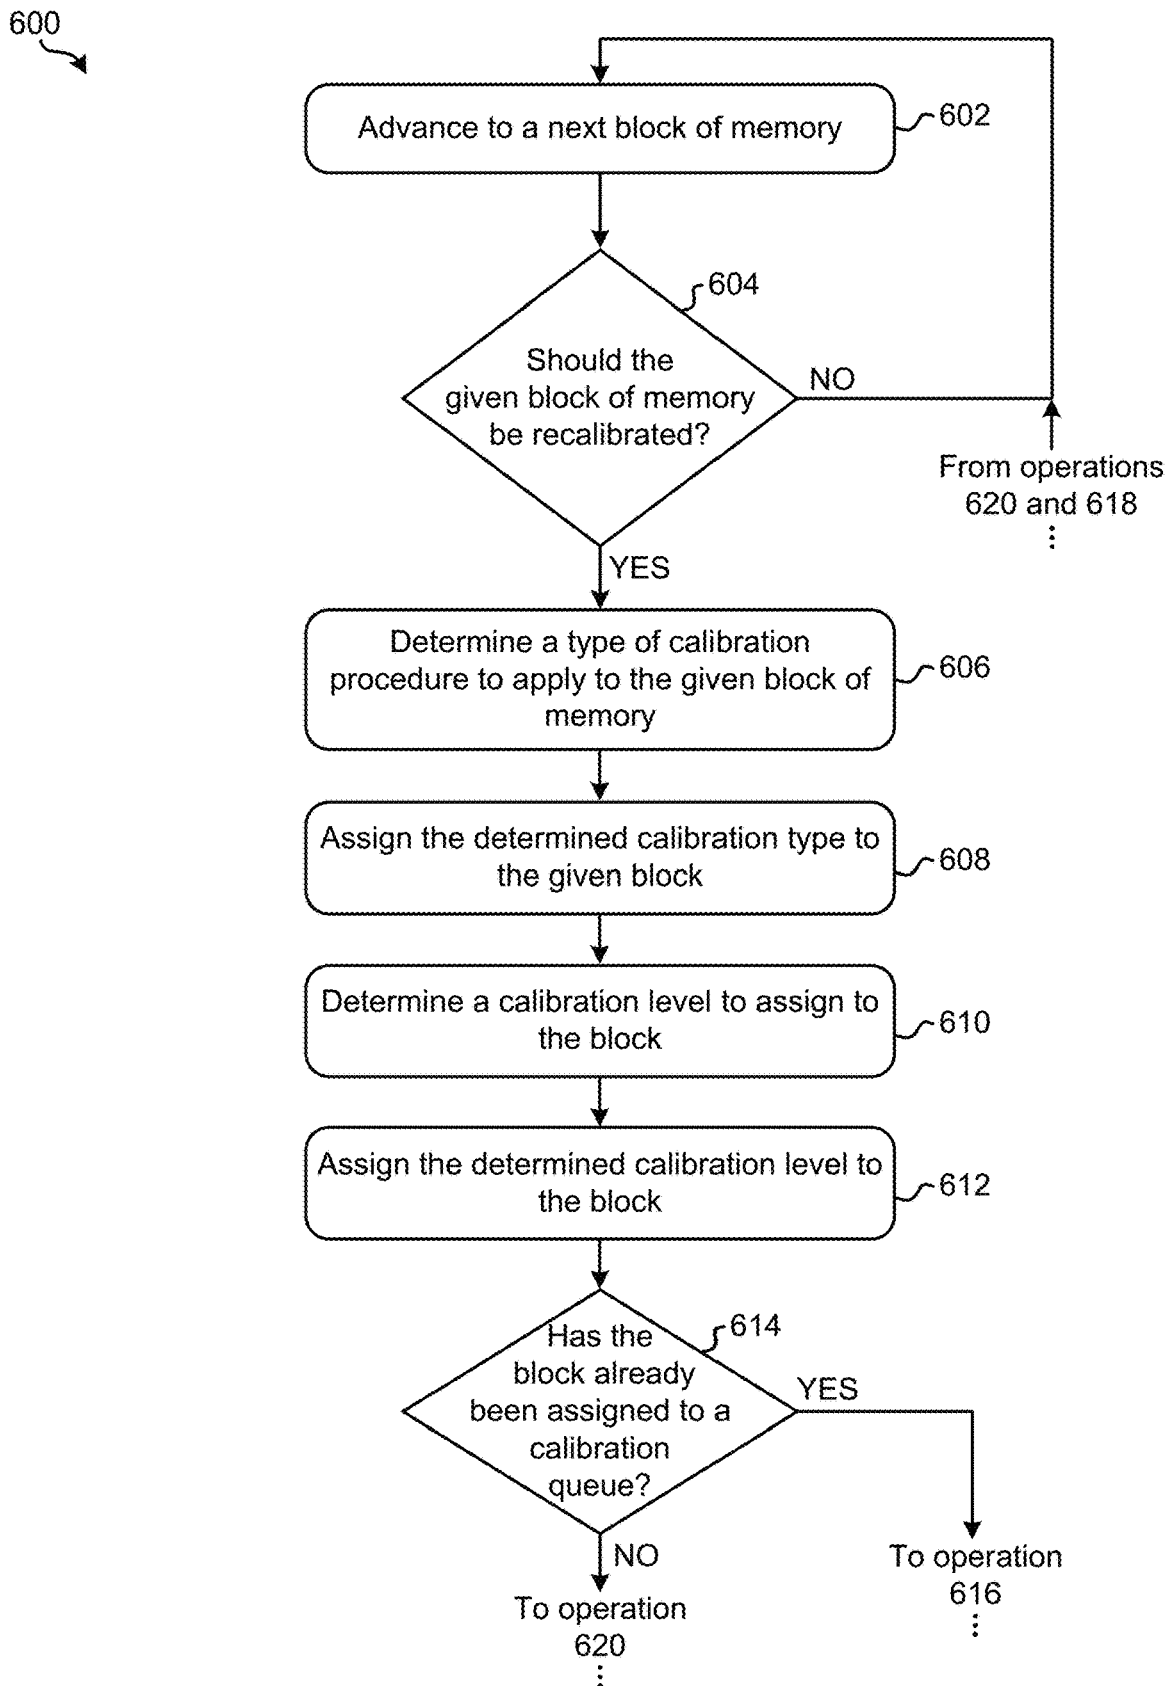 600
Advance to a next block of memory
602
604
Should the
given block of memory
be recalibrated?
NO
From operations
620 and 618
...
YES
Determine a type of calibration
procedure to apply to the given block of
memory
606
Assign the determined calibration type to
the given block
608
Determine a calibration level to assign to
the block
610
Assign the determined calibration level to
the block
612
614
Has the
block already
been assigned to a
calibration
queue?
YES
NO
To operation
616
...
To operation
620
...